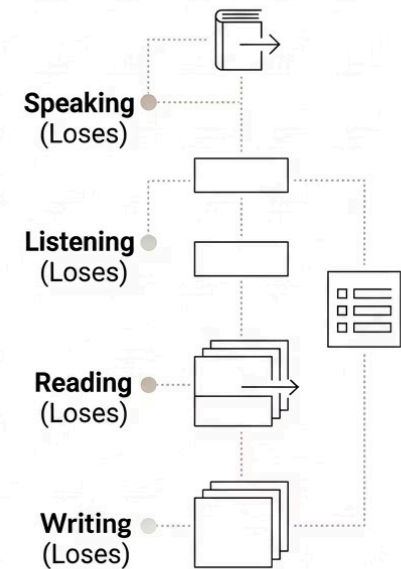 Speaking
(Loses)
Listening
(Loses)
Reading
(Loses)
Writing
(Loses)